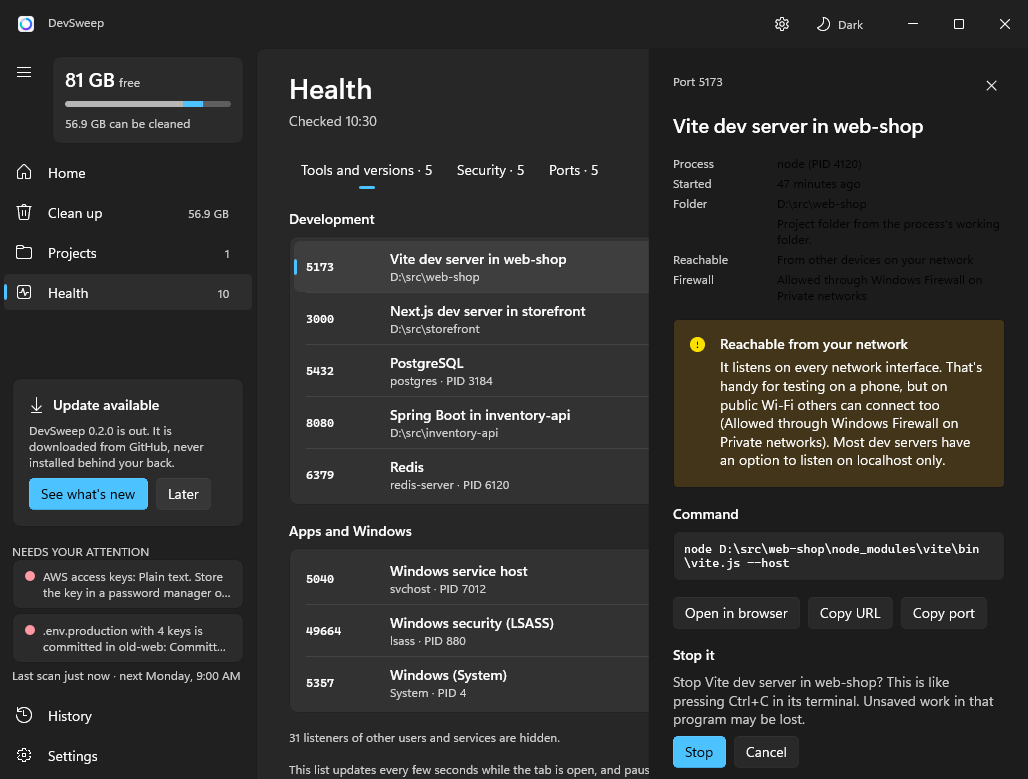 DevSweep
Dark
81 GB free
56.9 GB can be cleaned
Home
Clean up 56.9 GB
Projects 1
Health 10
Update available
DevSweep 0.2.0 is out. It is
downloaded from GitHub, never
installed behind your back.
See what's new
Later
NEEDS YOUR ATTENTION
AWS access keys: Plain text. Store
the key in a password manager o...
.env.production with 4 keys is
committed in old-web: Committ...
Last scan just now · next Monday, 9:00 AM
History
Settings
Health
Checked 10:30
Tools and versions · 5
Security · 5
Ports · 5
Development
5173
Vite dev server in web-shop
D:\src\web-shop
3000
Next.js dev server in storefront
D:\src\storefront
5432
PostgreSQL
postgres · PID 3184
8080
Spring Boot in inventory-api
D:\src\inventory-api
6379
Redis
redis-server · PID 6120
Apps and Windows
5040
Windows service host
svchost · PID 7012
49664
Windows security (LSASS)
lsass · PID 880
5357
Windows (System)
System · PID 4
31 listeners of other users and services are hidden.
This list updates every few seconds while the tab is open, and paus
Port 5173
Vite dev server in web-shop
Process node (PID 4120)
Started 47 minutes ago
Folder D:\src\web-shop
Project folder from the process's working
folder.
Reachable From other devices on your network
Firewall Allowed through Windows Firewall on
Private networks
Reachable from your network
It listens on every network interface. That's
handy for testing on a phone, but on
public Wi-Fi others can connect too
(Allowed through Windows Firewall on
Private networks). Most dev servers have
an option to listen on localhost only.
Command
node D:\src\web-shop\node_modules\vite\bin
\vite.js --host
Open in browser
Copy URL
Copy port
Stop it
Stop Vite dev server in web-shop? This is like
pressing Ctrl+C in its terminal. Unsaved work in that
program may be lost.
Stop
Cancel